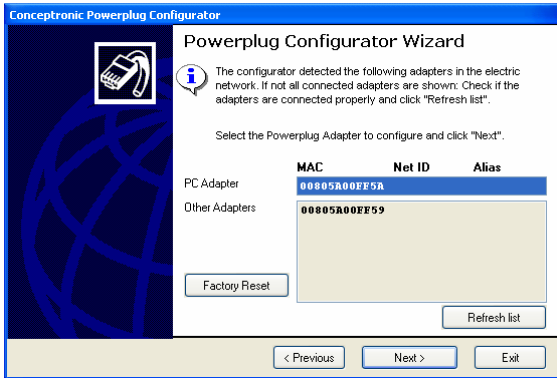 Conceptronic Powerplug Configurator
Powerplug Configurator Wizard
The configurator detected the following adapters in the electric
network. If not all connected adapters are shown: Check if the
adapters are connected properly and click "Refresh list".
Select the Powerplug Adapter to configure and click "Next".
MAC Net ID Alias
PC Adapter 00805A00FF5A
Other Adapters 00805A00FF59
Factory Reset
Refresh list
< Previous Next > Exit